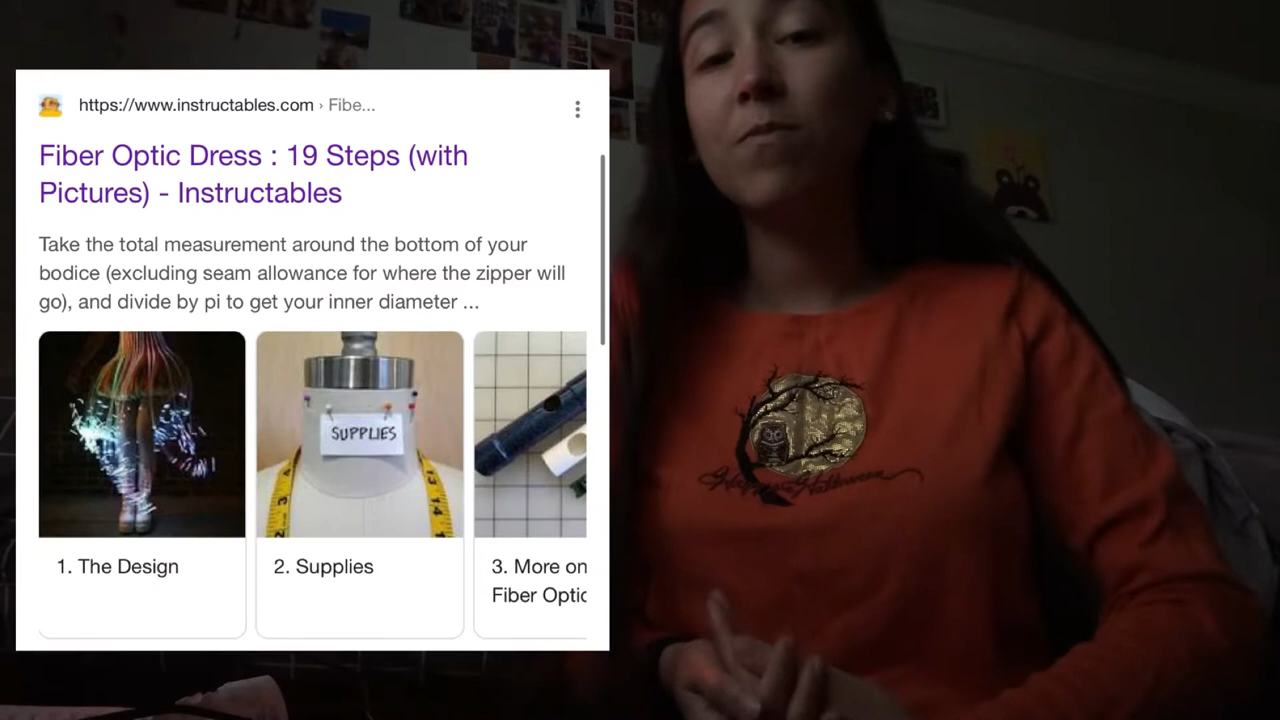 https://www.instructables.com › Fibe...
Fiber Optic Dress : 19 Steps (with
Pictures) - Instructables
Take the total measurement around the bottom of your
bodice (excluding seam allowance for where the zipper will
go), and divide by pi to get your inner diameter ...
SUPPLIES
1. The Design
2. Supplies
3. More on
Fiber Optic
Happy Halloween